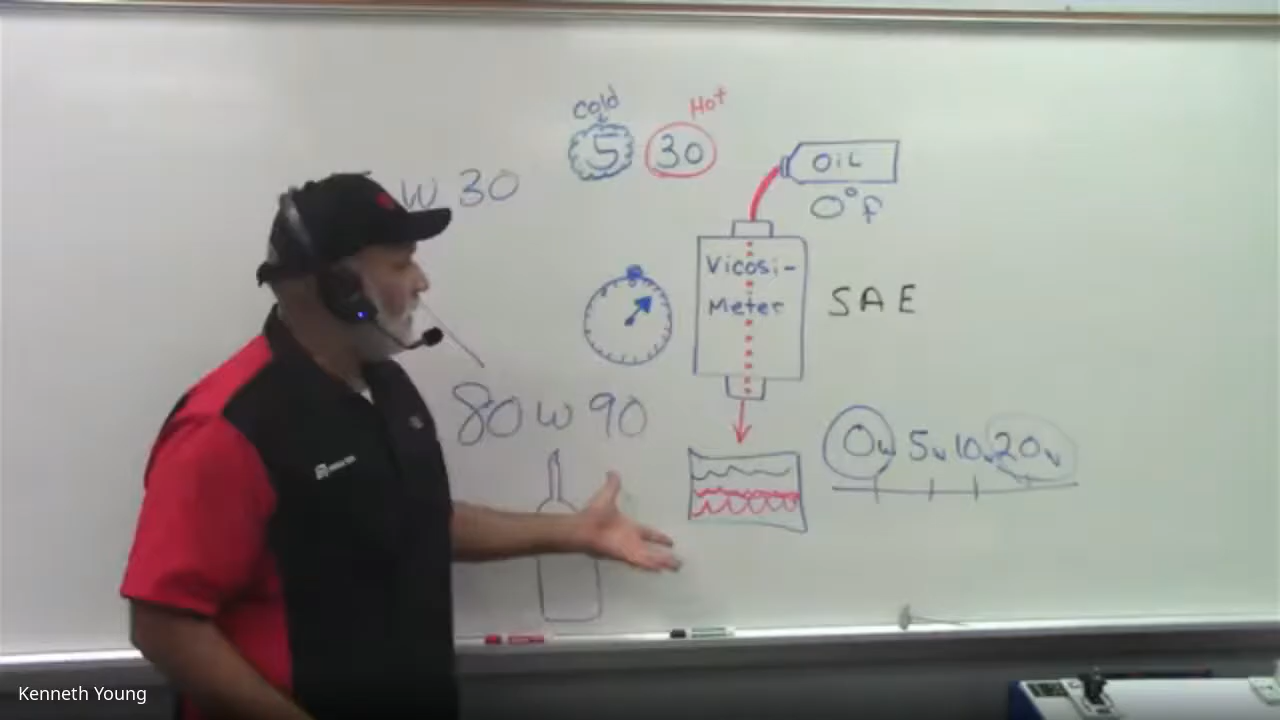 Cold
Hot
5 30
OiL
0°f
W 30
Vicosi-
Meter
SAE
80 W 90
0w 5w 10w 20w
Kenneth Young